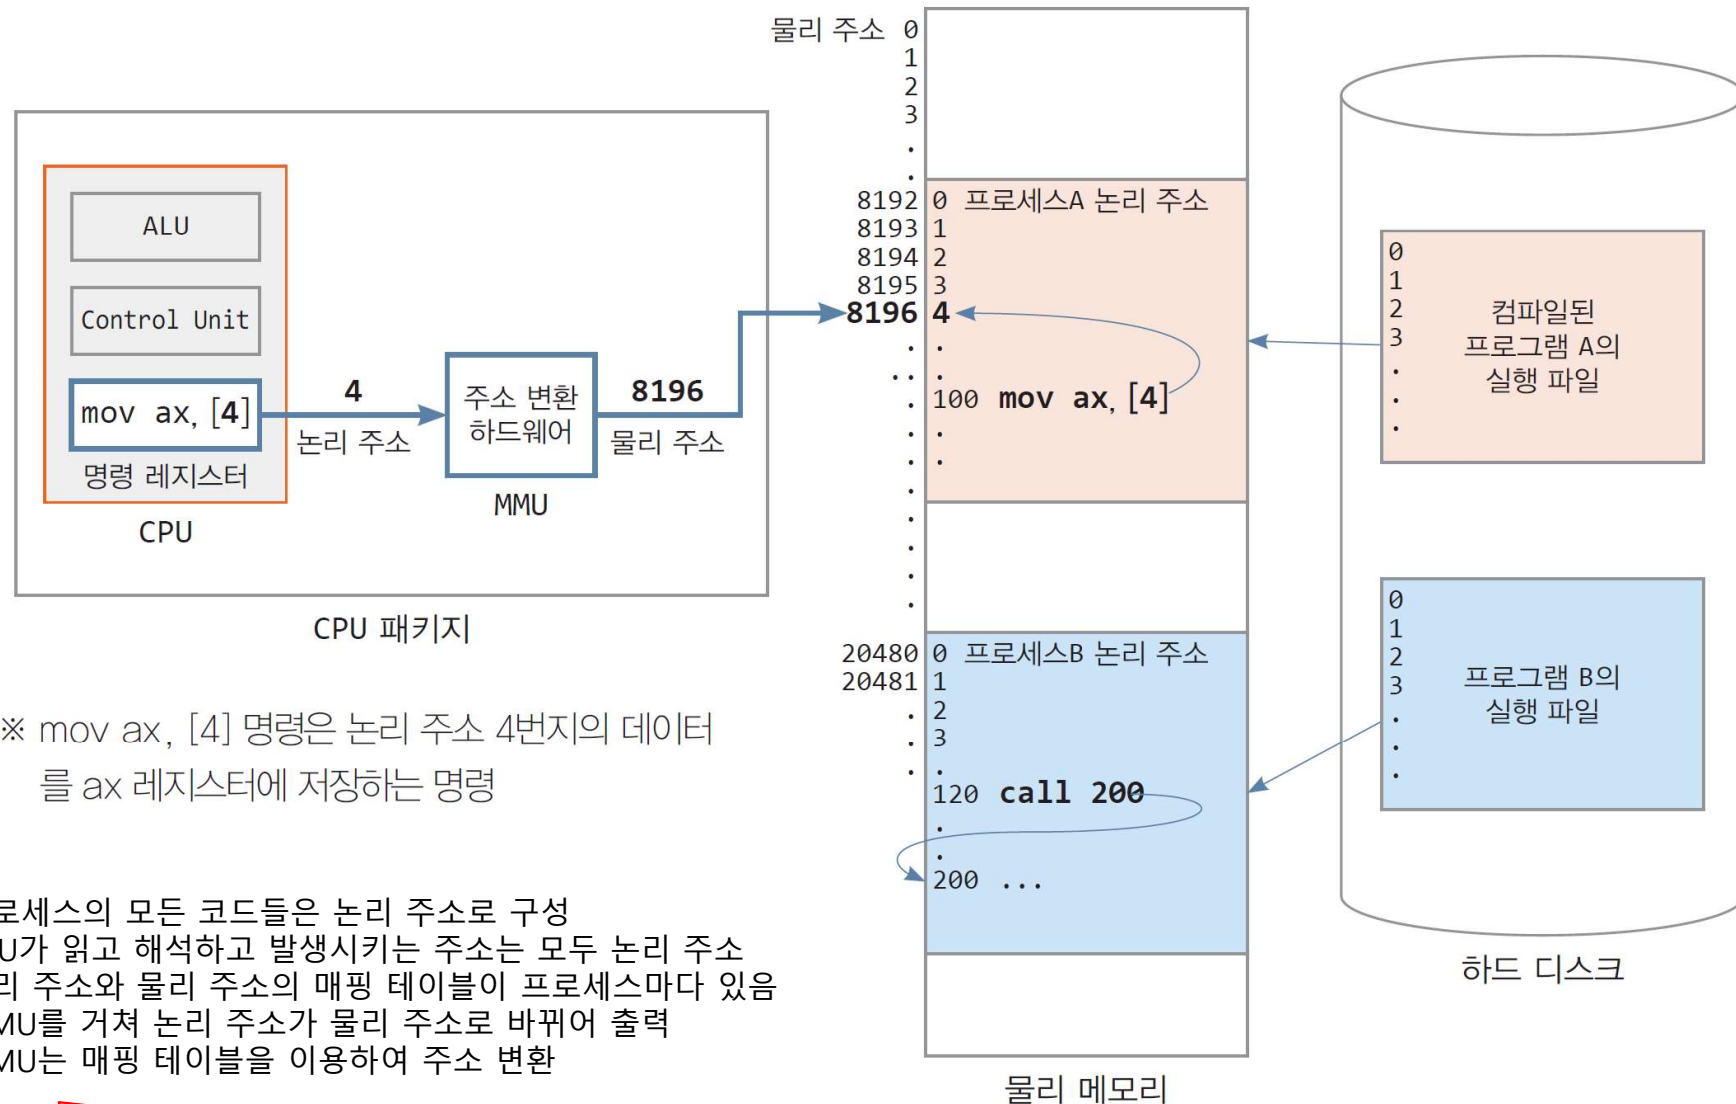 물리 주소 0
1
2
3
.
.
8192 0 프로세스A 논리 주소
8193 1
8194 2
8195 3
8196 4
. .
. . .
. 100 mov ax, [4]
. .
. .
.
.
.
.
.
20480 0 프로세스B 논리 주소
20481 1
. 2
. 3
. .
120 call 200
.
.
200 ...
물리 메모리
ALU
Control Unit
mov ax, [4]
명령 레지스터
CPU
4
논리 주소
주소 변환
하드웨어
MMU
8196
물리 주소
CPU 패키지
0
1
2
3
.
.
.
컴파일된
프로그램 A의
실행 파일
0
1
2
3
.
.
.
프로그램 B의
실행 파일
하드 디스크
※ mov ax, [4] 명령은 논리 주소 4번지의 데이터
를 ax 레지스터에 저장하는 명령
로세스의 모든 코드들은 논리 주소로 구성
U가 읽고 해석하고 발생시키는 주소는 모두 논리 주소
리 주소와 물리 주소의 매핑 테이블이 프로세스마다 있음
MU를 거쳐 논리 주소가 물리 주소로 바뀌어 출력
MU는 매핑 테이블을 이용하여 주소 변환